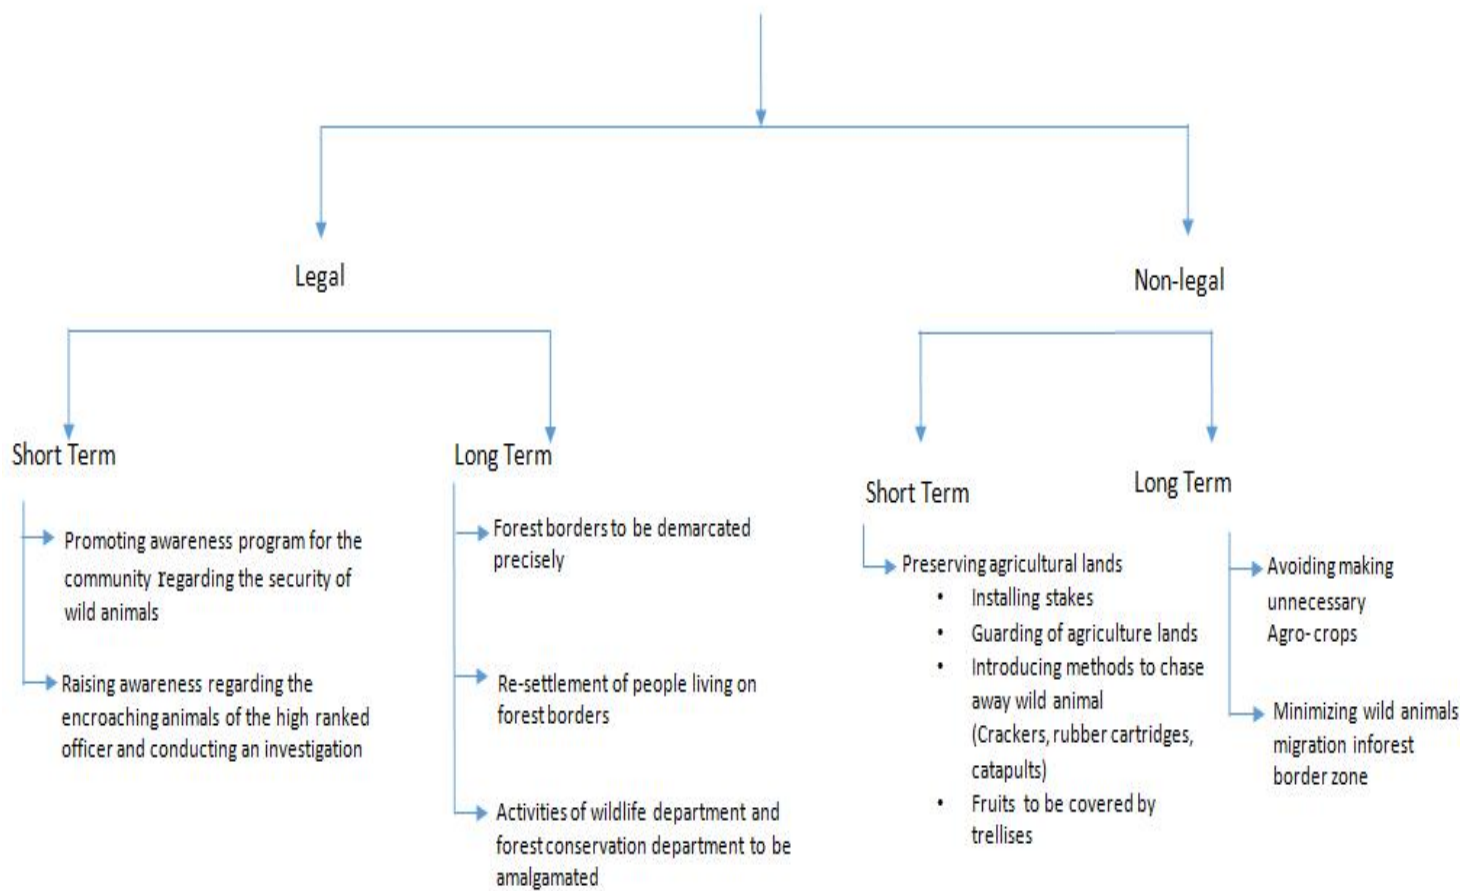 Legal
Non-legal
Short Term
Promoting awareness program for the
community regarding the security of
wild animals
Raising awareness regarding the
encroaching animals of the high ranked
officer and conducting an investigation
Long Term
Forest borders to be demarcated
precisely
Re-settlement of people living on
forest borders
Activities of wildlife department and
forest conservation department to be
amalgamated
Short Term
Preserving agricultural lands
• Installing stakes
• Guarding of agriculture lands
• Introducing methods to chase
away wild animal
(Crackers, rubber cartridges,
catapults)
• Fruits to be covered by
trellises
Long Term
Avoiding making
unnecessary
Agro- crops
Minimizing wild animals
migration inforest
border zone